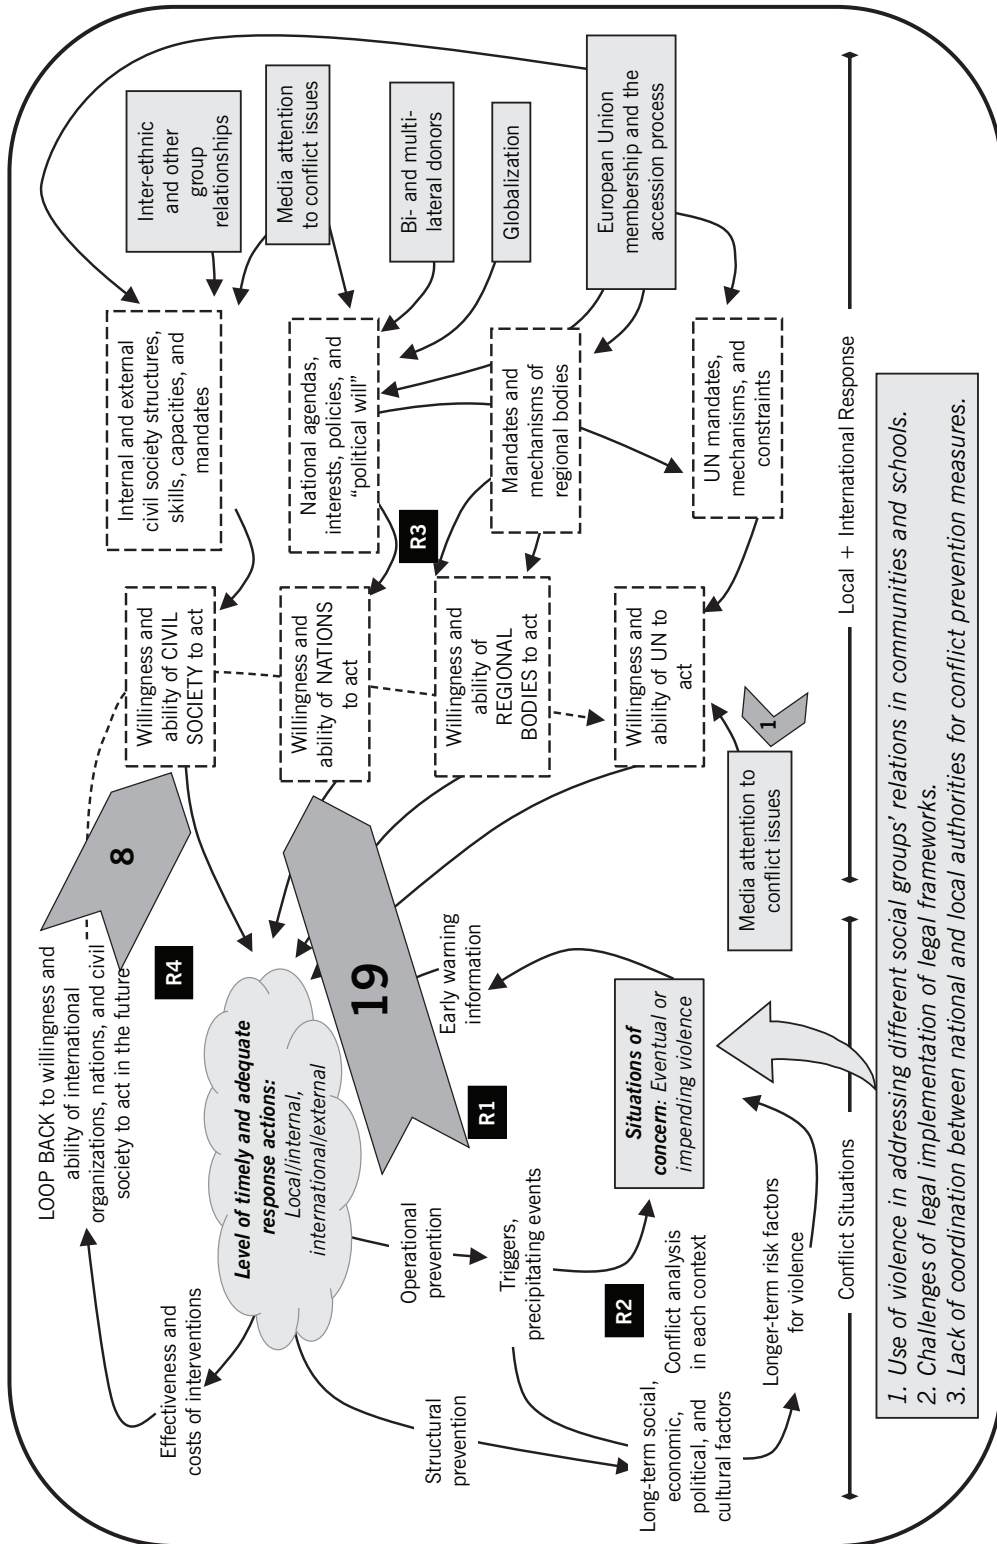 LOOP BACK to willingness and
ability of international
organizations, nations, and civil
society to act in the future
8
R4
Effectiveness and
costs of interventions
Level of timely and adequate
response actions:
Local/internal,
international/external
19
R1
Early warning
information
Operational
prevention
Structural
prevention
Triggers,
precipitating events
R2
Conflict analysis
in each context
Long-term social,
economic,
political, and
cultural factors
Longer-term risk factors
for violence
Situations of
concern: Eventual or
impending violence
Willingness and
ability of CIVIL
SOCIETY to act
Willingness and
ability of NATIONS
to act
Willingness and
ability of
REGIONAL
BODIES to act
Willingness and
ability of UN to
act
R3
1
Media attention to
conflict issues
Internal and external
civil society structures,
skills, capacities, and
mandates
National agendas,
interests, policies, and
“political will”
Mandates and
mechanisms of
regional bodies
UN mandates,
mechanisms, and
constraints
Inter-ethnic
and other
group
relationships
Media attention
to conflict issues
Bi- and multi-
lateral donors
Globalization
European Union
membership and the
accession process
Conflict Situations
Local + International Response
1. Use of violence in addressing different social groups’ relations in communities and schools.
2. Challenges of legal implementation of legal frameworks.
3. Lack of coordination between national and local authorities for conflict prevention measures.